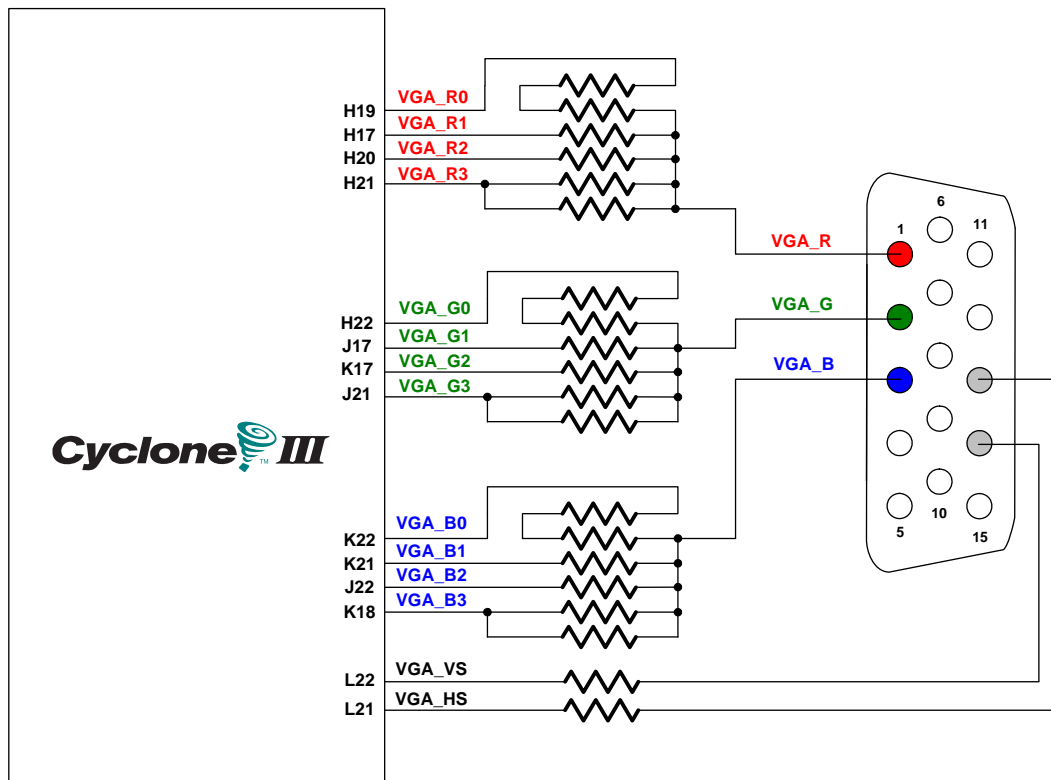 VGA_R0
H19
VGA_R1
H17
VGA_R2
H20
VGA_R3
H21
VGA_R
VGA_G0
H22
VGA_G1
J17
VGA_G2
K17
VGA_G3
J21
VGA_G
VGA_B
Cyclone™ III
VGA_B0
K22
VGA_B1
K21
VGA_B2
J22
VGA_B3
K18
VGA_VS
L22
VGA_HS
L21
6
1
11
5
10
15